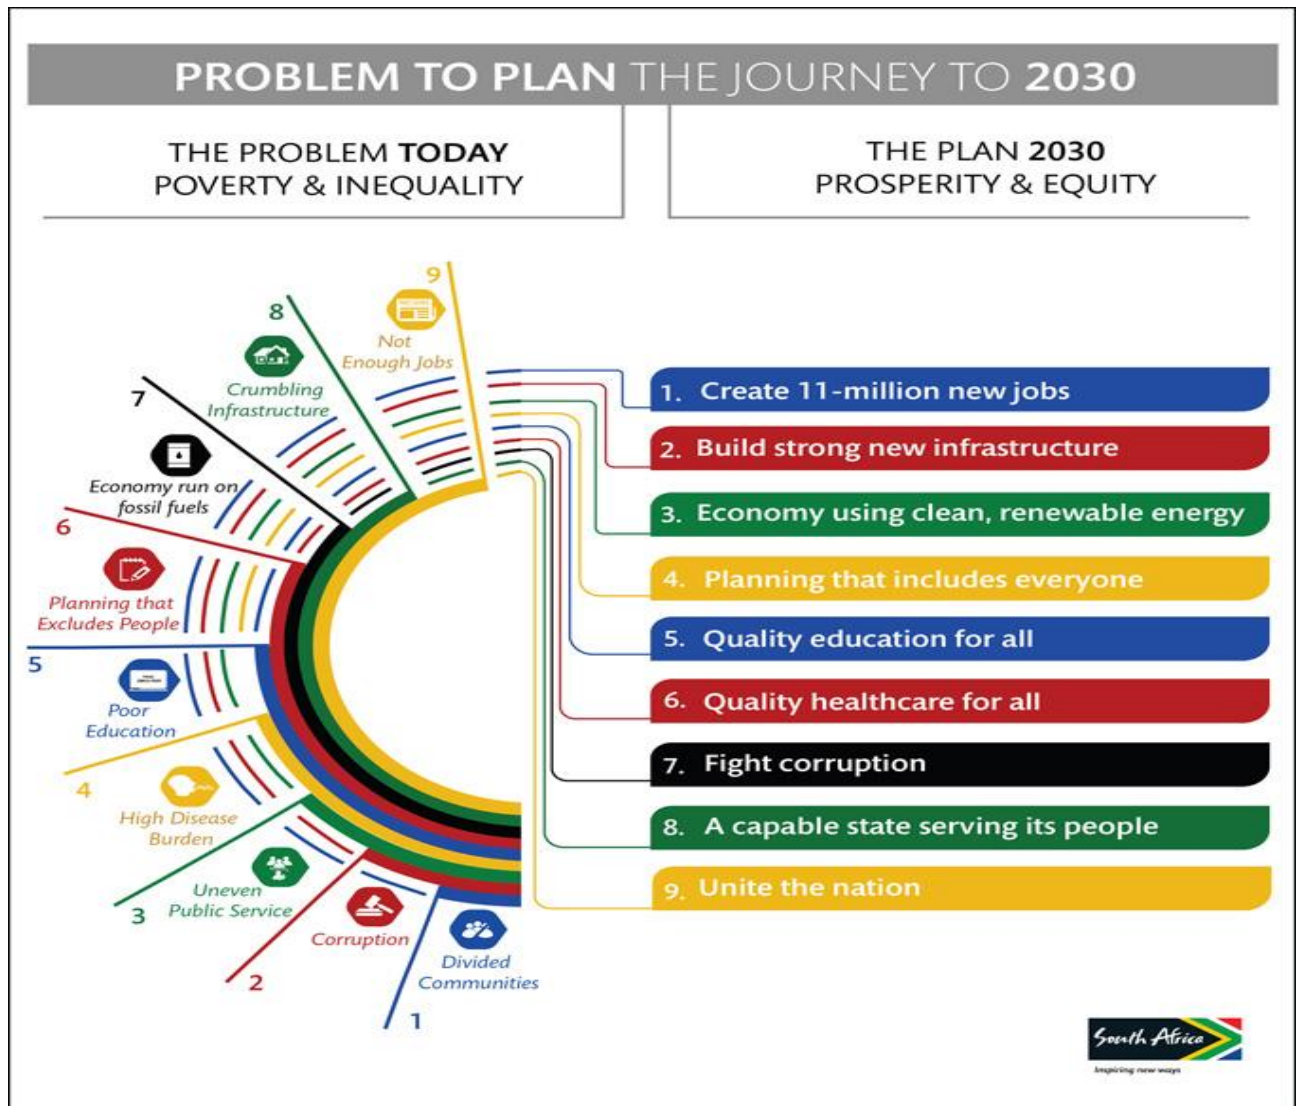 PROBLEM TO PLAN THE JOURNEY TO 2030
THE PROBLEM TODAY
POVERTY & INEQUALITY
THE PLAN 2030
PROSPERITY & EQUITY
9
Not
Enough Jobs
8
Crumbling
Infrastructure
7
Economy run on
fossil fuels
6
Planning that
Excludes People
5
Poor
Education
4
High Disease
Burden
3
Uneven
Public Service
2
Corruption
1
Divided
Communities
1. Create 11-million new jobs
2. Build strong new infrastructure
3. Economy using clean, renewable energy
4. Planning that includes everyone
5. Quality education for all
6. Quality healthcare for all
7. Fight corruption
8. A capable state serving its people
9. Unite the nation
South Africa
Inspiring new ways